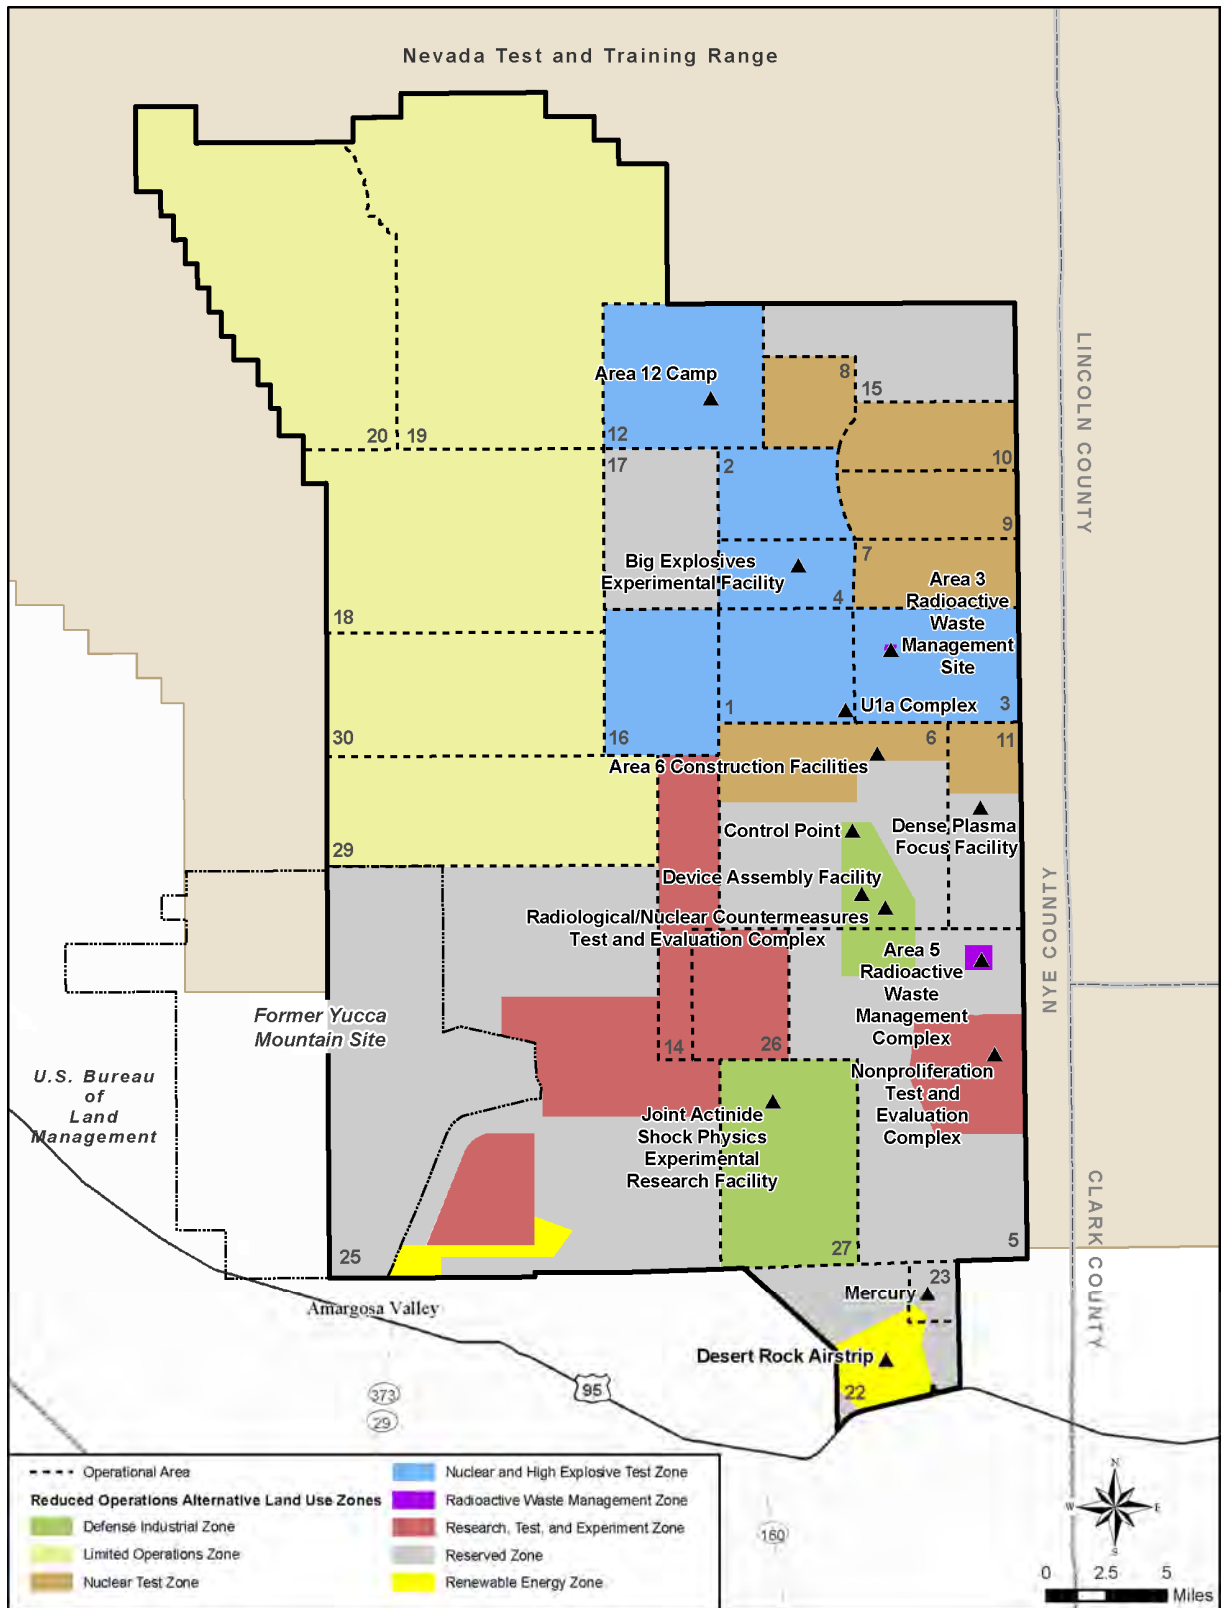 Nevada Test and Training Range
LINCOLN COUNTY
Area 12 Camp
8
15
20
19
12
10
17
2
9
Big Explosives
Experimental Facility
7
4
Area 3
Radioactive
Waste
Management
Site
18
U1a Complex
3
1
30
16
6
11
Area 6 Construction Facilities
Control Point
Dense Plasma
Focus Facility
29
Device Assembly Facility
NYE COUNTY
Radiological/Nuclear Countermeasures
Test and Evaluation Complex
Area 5
Radioactive
Waste
Management
Complex
Former Yucca
Mountain Site
14
26
U.S. Bureau
of
Land
Management
Nonproliferation
Test and
Evaluation
Complex
Joint Actinide
Shock Physics
Experimental
Research Facility
CLARK COUNTY
25
27
5
23
Mercury
Amargosa Valley
Desert Rock Airstrip
22
95
373
29
160
Operational Area
Reduced Operations Alternative Land Use Zones
Defense Industrial Zone
Limited Operations Zone
Nuclear Test Zone
Nuclear and High Explosive Test Zone
Radioactive Waste Management Zone
Research, Test, and Experiment Zone
Reserved Zone
Renewable Energy Zone
N
W
E
S
0 2.5 5
Miles